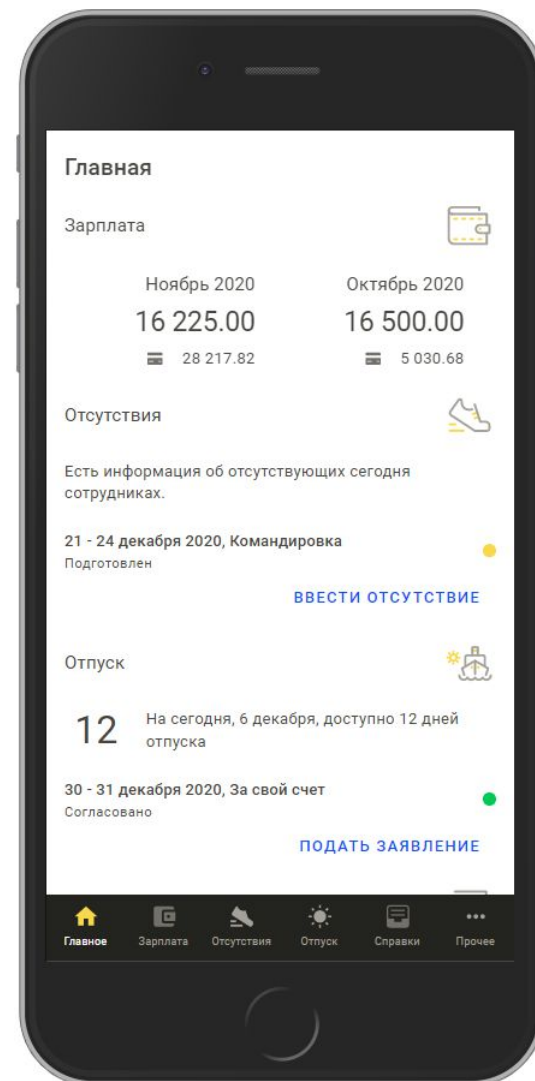 Главная
Зарплата
Ноябрь 2020 Октябрь 2020
16 225.00 16 500.00
28 217.82 5 030.68
Отсутствия
Есть информация об отсутствующих сегодня
сотрудниках.
21 - 24 декабря 2020, Командировка
Подготовлен
ВВЕСТИ ОТСУТСТВИЕ
Отпуск
12
На сегодня, 6 декабря, доступно 12 дней
отпуска
30 - 31 декабря 2020, За свой счет
Согласовано
ПОДАТЬ ЗАЯВЛЕНИЕ
Главное Зарплата Отсутствия Отпуск Справки Прочее